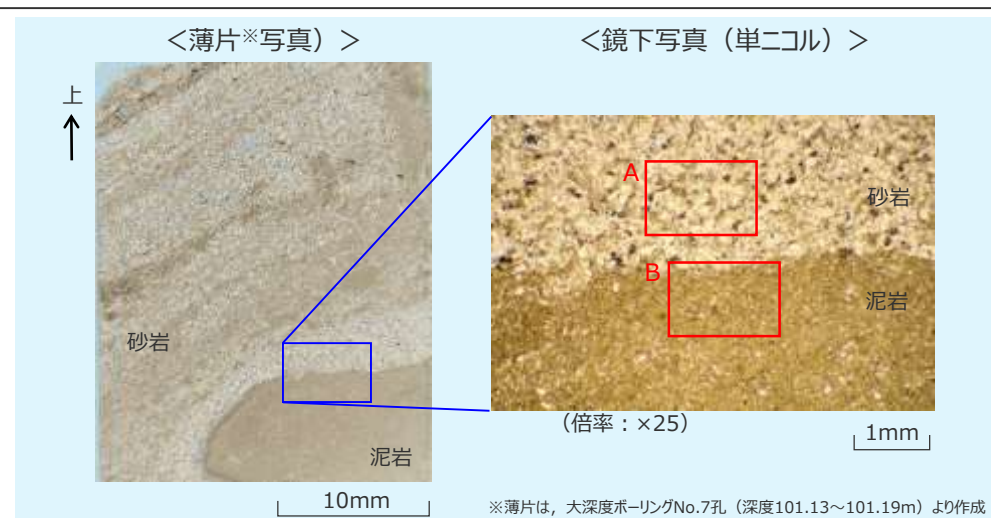 ＜薄片※写真）＞
＜鏡下写真（単ニコル）＞
上
A
砂岩
B
泥岩
砂岩
泥岩
（倍率：×25）
1mm
10mm
※薄片は，大深度ボーリングNo.7孔（深度101.13～101.19m）より作成